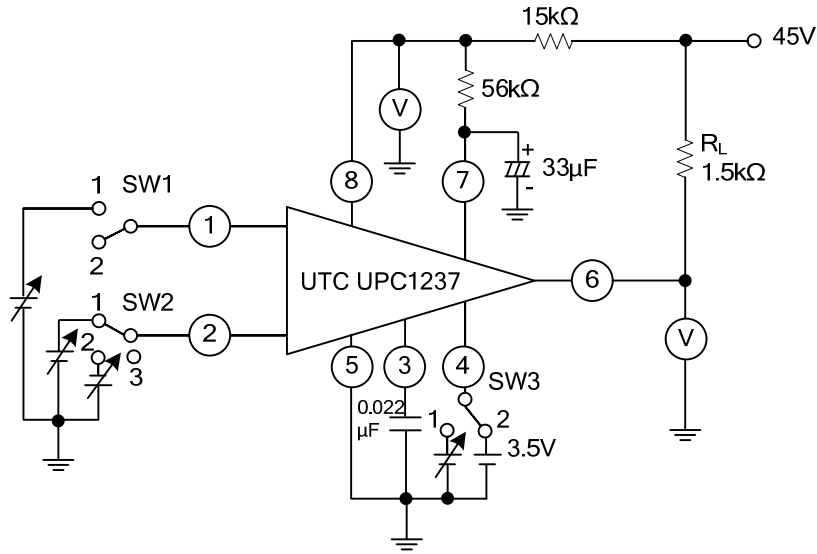 15kΩ
45V
56kΩ
V
+
33μF
-
RL
1.5kΩ
8
7
1
SW1
1
2
UTC UPC1237
6
1
SW2
2
2
3
V
5
3
4
SW3
0.022
μF
1
2
3.5V